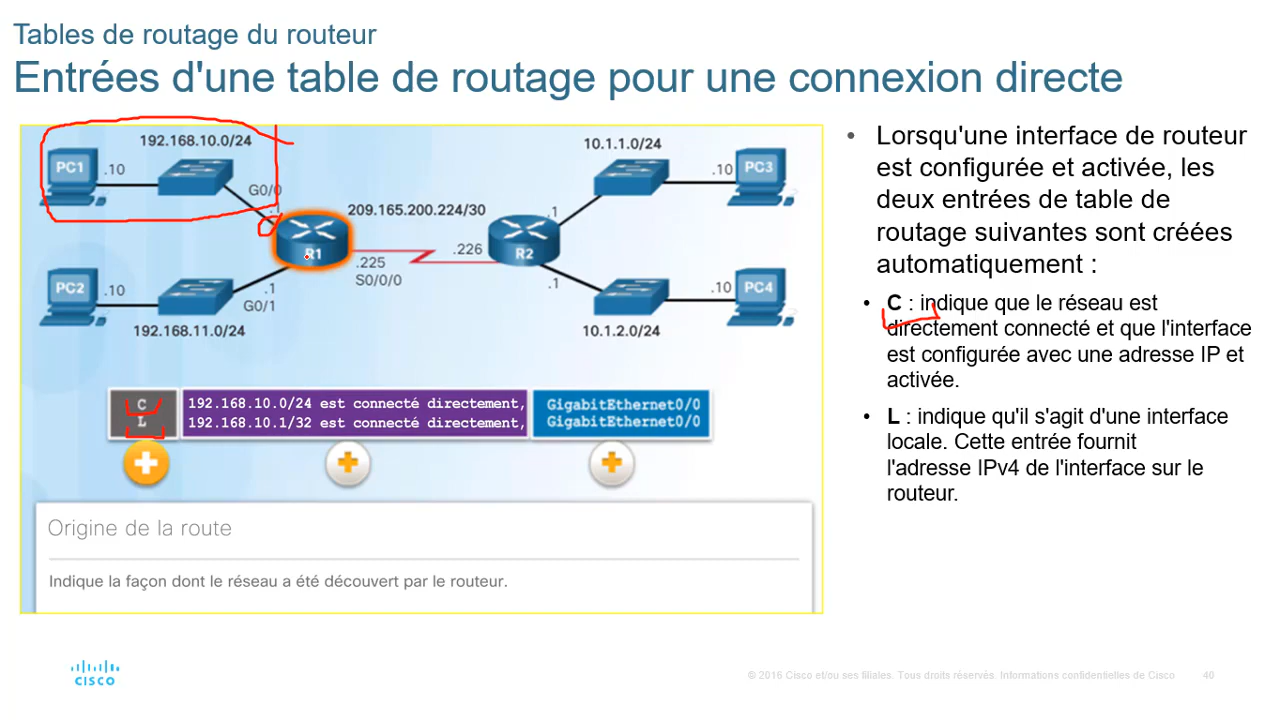 Tables de routage du routeur
Entrées d'une table de routage pour une connexion directe
192.168.10.0/24
PC1
.10
G0/0
.1
R1
209.165.200.224/30
.225
S0/0/0
.226
R2
10.1.1.0/24
.1
.10
PC3
PC2
.10
.1
G0/1
192.168.11.0/24
.1
.10
PC4
10.1.2.0/24
C 192.168.10.0/24 est connecté directement, GigabitEthernet0/0
L 192.168.10.1/32 est connecté directement, GigabitEthernet0/0
Origine de la route
Indique la façon dont le réseau a été découvert par le routeur.
• Lorsqu'une interface de routeur
est configurée et activée, les
deux entrées de table de
routage suivantes sont créées
automatiquement :
• C : indique que le réseau est
directement connecté et que l'interface
est configurée avec une adresse IP et
activée.
• L : indique qu'il s'agit d'une interface
locale. Cette entrée fournit
l'adresse IPv4 de l'interface sur le
routeur.
CISCO
© 2016 Cisco et/ou ses filiales. Tous droits réservés. Informations confidentielles de Cisco 40